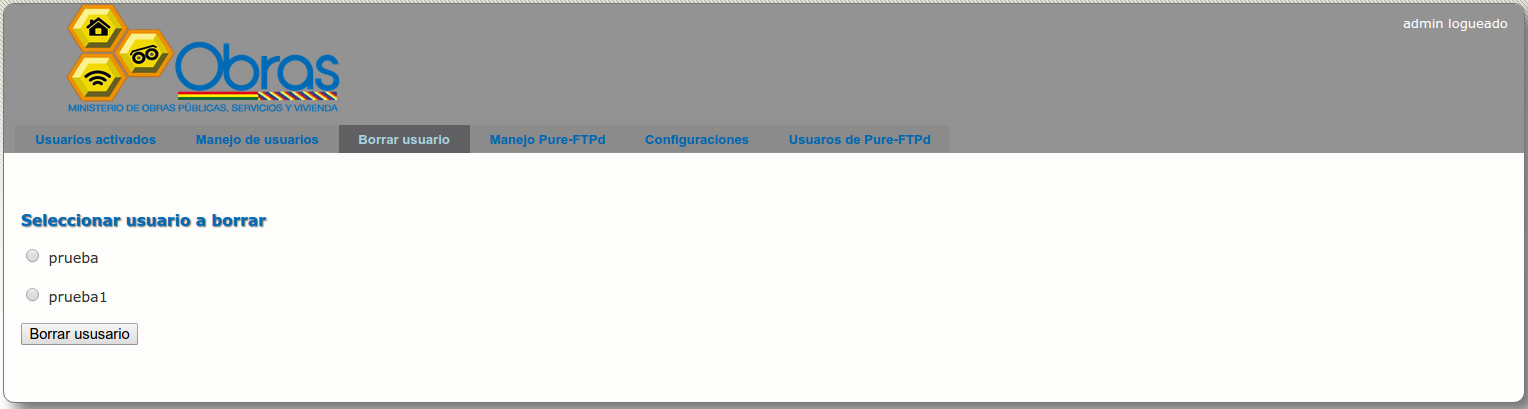 admin logueado
Obras
MINISTERIO DE OBRAS PÚBLICAS, SERVICIOS Y VIVIENDA
Usuarios activados Manejo de usuarios Borrar usuario Manejo Pure-FTPd Configuraciones Usuaros de Pure-FTPd
Seleccionar usuario a borrar
prueba
prueba1
Borrar ususario